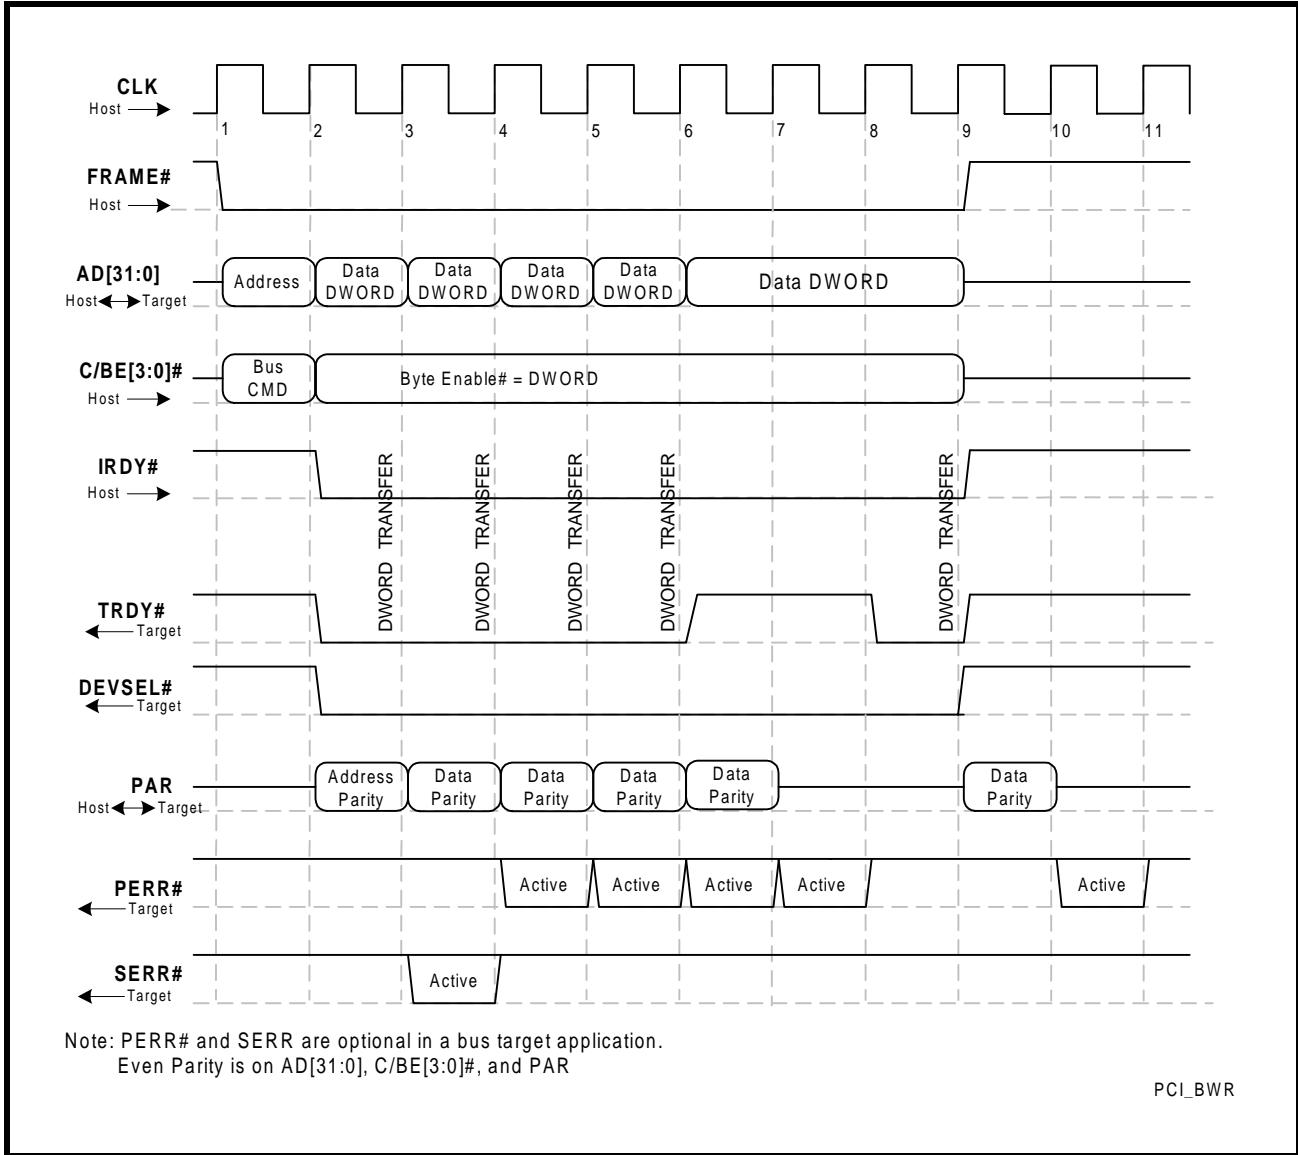 CLK
Host
1 2 3 4 5 6 7 8 9 10 11
FRAME#
Host
AD[31:0]
Host Target
Address
Data
DWORD
Data
DWORD
Data
DWORD
Data
DWORD
Data DWORD
C/BE[3:0]#
Host
Bus
CMD
Byte Enable# = DWORD
IRDY#
Host
DWORD TRANSFER
DWORD TRANSFER
DWORD TRANSFER
DWORD TRANSFER
DWORD TRANSFER
TRDY#
Target
DEVSEL#
Target
PAR
Host Target
Address
Parity
Data
Parity
Data
Parity
Data
Parity
Data
Parity
Data
Parity
PERR#
Target
Active Active Active Active Active
SERR#
Target
Active
Note: PERR# and SERR are optional in a bus target application.
Even Parity is on AD[31:0], C/BE[3:0]#, and PAR
PCI_BWR